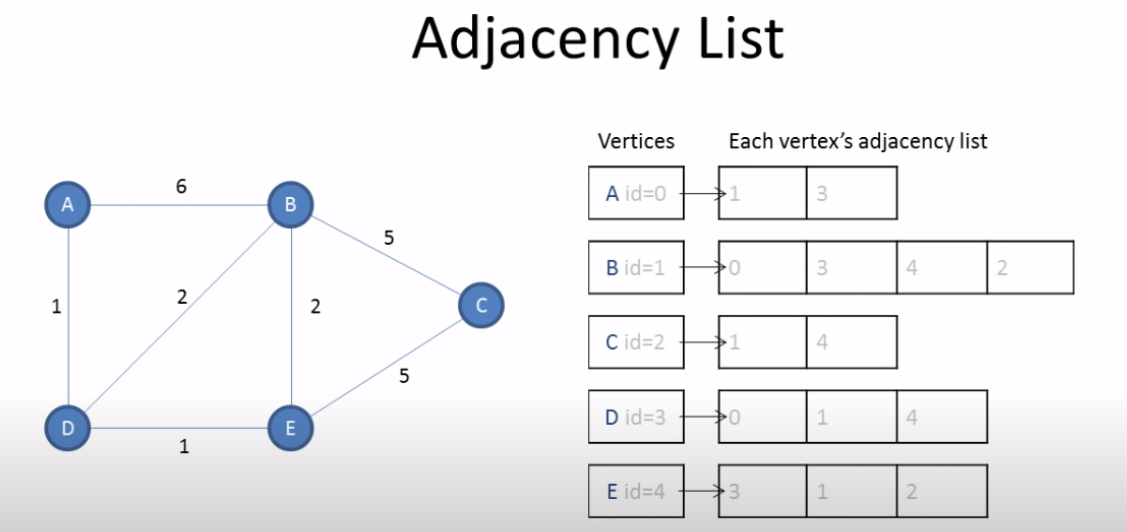 Adjacency List
Vertices Each vertex's adjacency list
A id=0 1 3
B id=1 0 3 4 2
C id=2 1 4
D id=3 0 1 4
E id=4 3 1 2
6
A B
5
1 2 2 C
5
D E
1